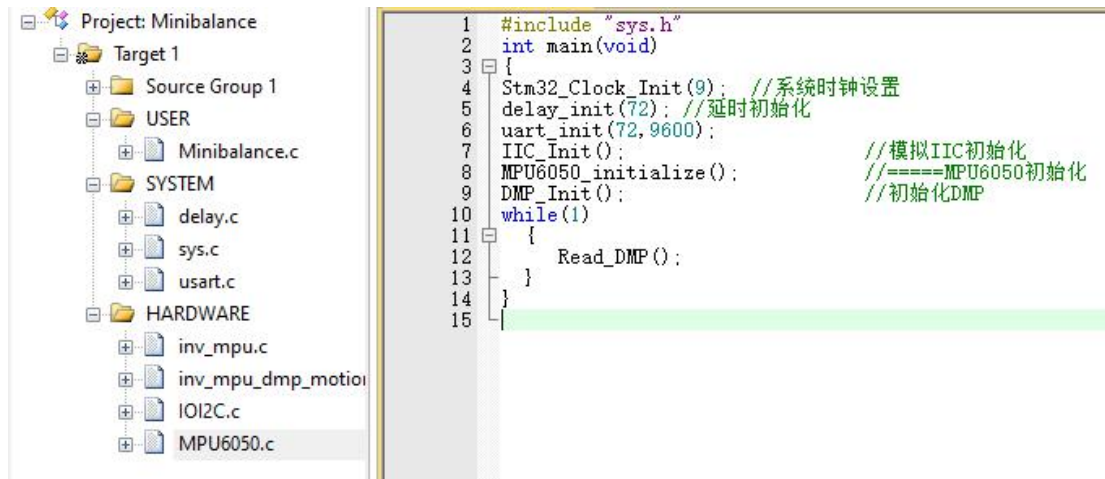 Project: Minibalance
Target 1
Source Group 1
USER
Minibalance.c
SYSTEM
delay.c
sys.c
usart.c
HARDWARE
inv_mpu.c
inv_mpu_dmp_motion
IOI2C.c
MPU6050.c
1 #include "sys.h"
2 int main(void)
3 {
4 Stm32_Clock_Init(9); //系统时钟设置
5 delay_init(72); //延时初始化
6 uart_init(72,9600);
7 IIC_Init(); //模拟IIC初始化
8 MPU6050_initialize(); //=====MPU6050初始化
9 DMP_Init(); //初始化DMP
10 while(1)
11 {
12 Read_DMP();
13 }
14 }
15